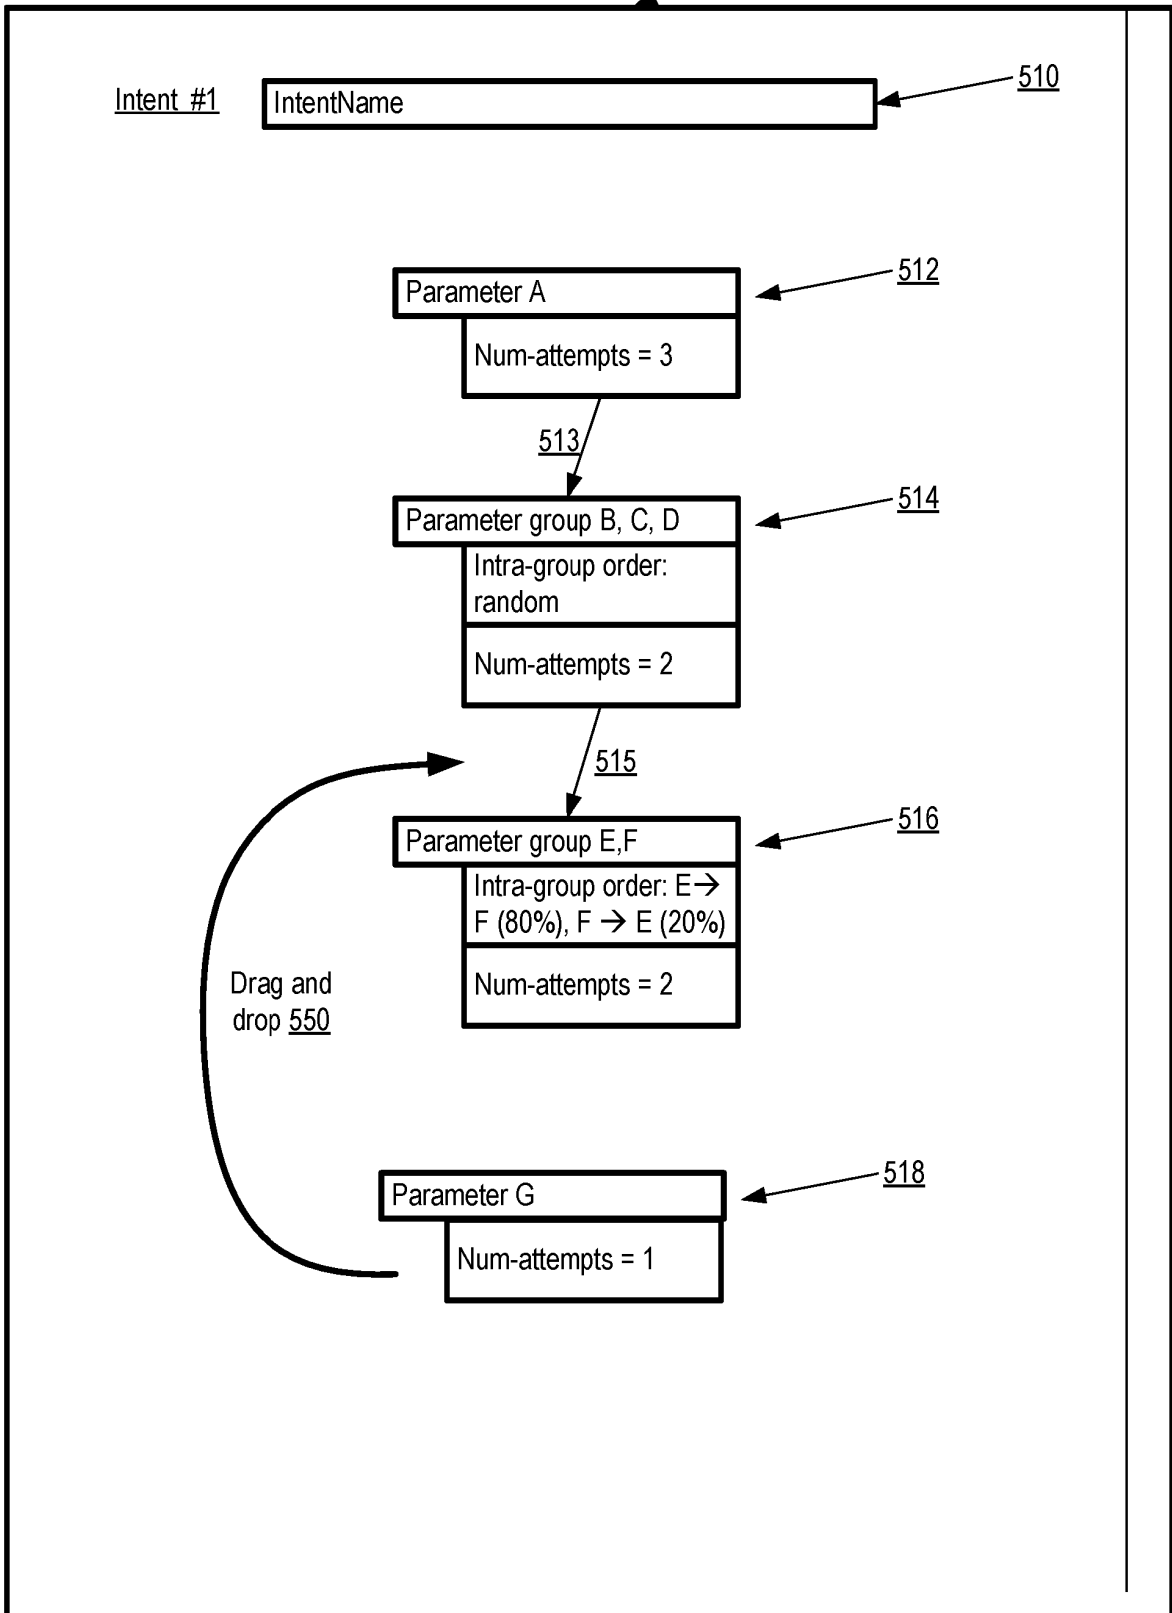 Intent #1
IntentName
510
Parameter A
512
Num-attempts = 3
513
Parameter group B, C, D
514
Intra-group order:
random
Num-attempts = 2
515
Parameter group E,F
516
Intra-group order: E→
F (80%), F → E (20%)
Num-attempts = 2
Drag and
drop 550
Parameter G
518
Num-attempts = 1